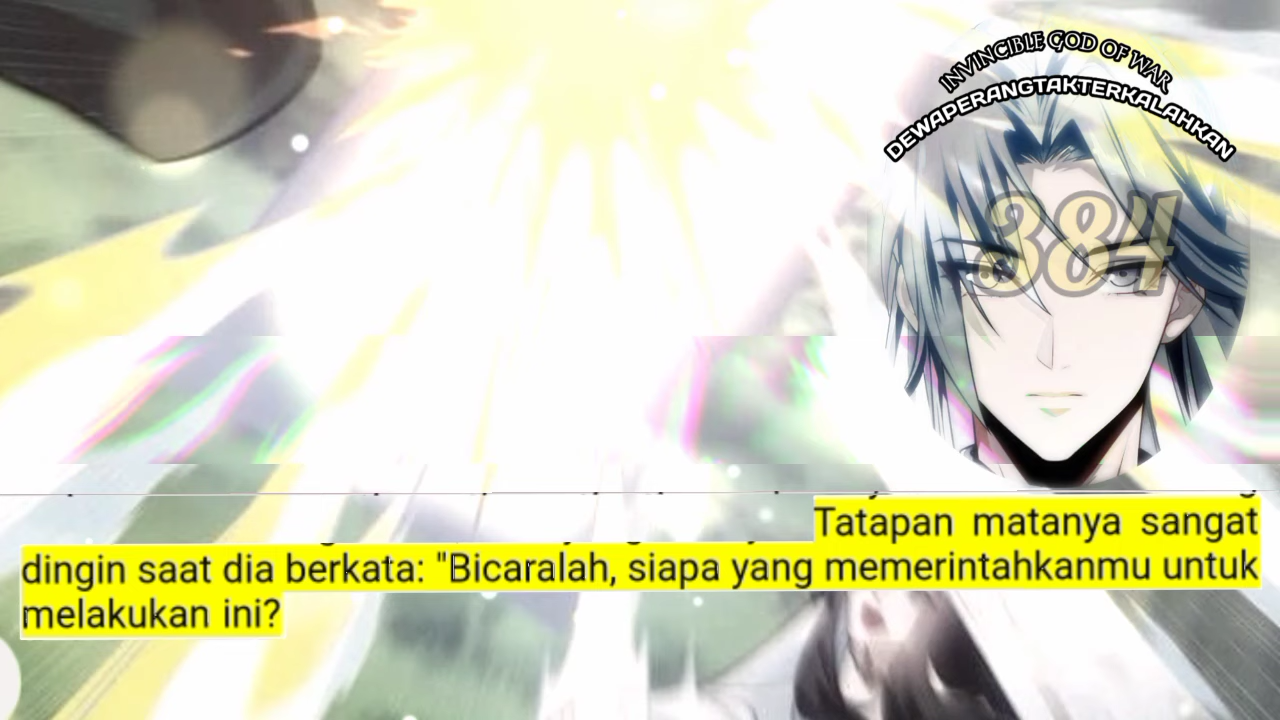 INVINCIBLE GOD OF WAR
DEWAPERANGTAKTERKALAHKAN
384
Tatapan matanya sangat
dingin saat dia berkata: "Bicaralah, siapa yang memerintahkanmu untuk
melakukan ini?